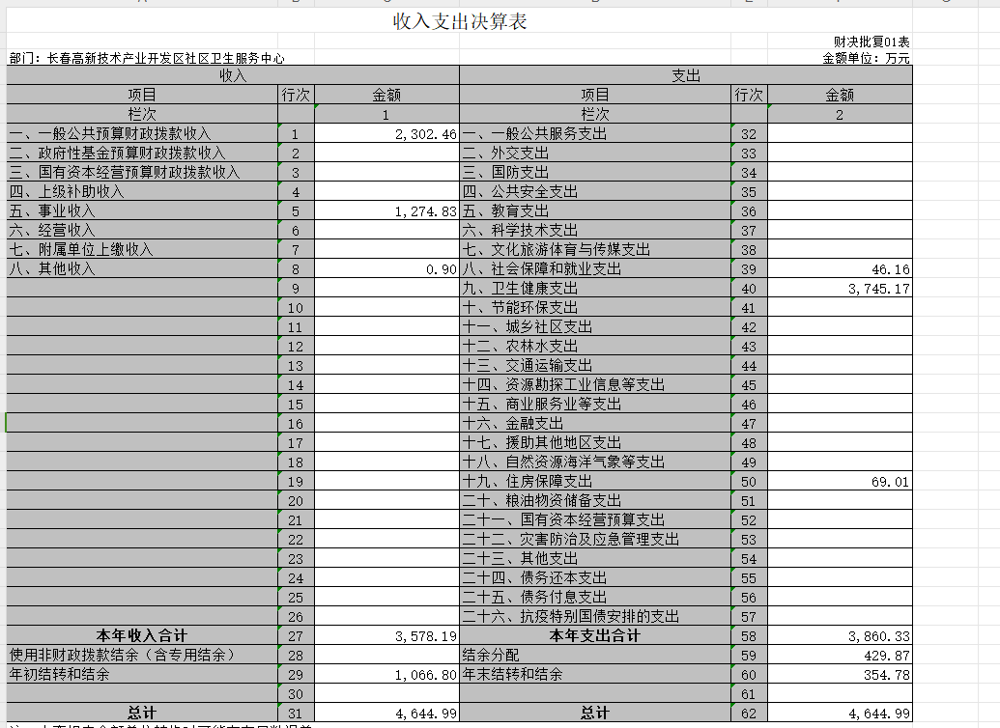 收入支出决算表
财决批复01表
部门：长春高新技术产业开发区社区卫生服务中心 金额单位：万元
收入 支出
项目 行次 金额 项目 行次 金额
栏次 1 栏次 2
一、一般公共预算财政拨款收入 1 2,302.46 一、一般公共服务支出 32
二、政府性基金预算财政拨款收入 2 二、外交支出 33
三、国有资本经营预算财政拨款收入 3 三、国防支出 34
四、上级补助收入 4 四、公共安全支出 35
五、事业收入 5 1,274.83 五、教育支出 36
六、经营收入 6 六、科学技术支出 37
七、附属单位上缴收入 7 七、文化旅游体育与传媒支出 38
八、其他收入 8 0.90 八、社会保障和就业支出 39 46.16
9 九、卫生健康支出 40 3,745.17
10 十、节能环保支出 41
11 十一、城乡社区支出 42
12 十二、农林水支出 43
13 十三、交通运输支出 44
14 十四、资源勘探工业信息等支出 45
15 十五、商业服务业等支出 46
16 十六、金融支出 47
17 十七、援助其他地区支出 48
18 十八、自然资源海洋气象等支出 49
19 十九、住房保障支出 50 69.01
20 二十、粮油物资储备支出 51
21 二十一、国有资本经营预算支出 52
22 二十二、灾害防治及应急管理支出 53
23 二十三、其他支出 54
24 二十四、债务还本支出 55
25 二十五、债务付息支出 56
26 二十六、抗疫特别国债安排的支出 57
本年收入合计 27 3,578.19 本年支出合计 58 3,860.33
使用非财政拨款结余（含专用结余） 28 结余分配 59 429.87
年初结转和结余 29 1,066.80 年末结转和结余 60 354.78
30 61
总计 31 4,644.99 总计 62 4,644.99